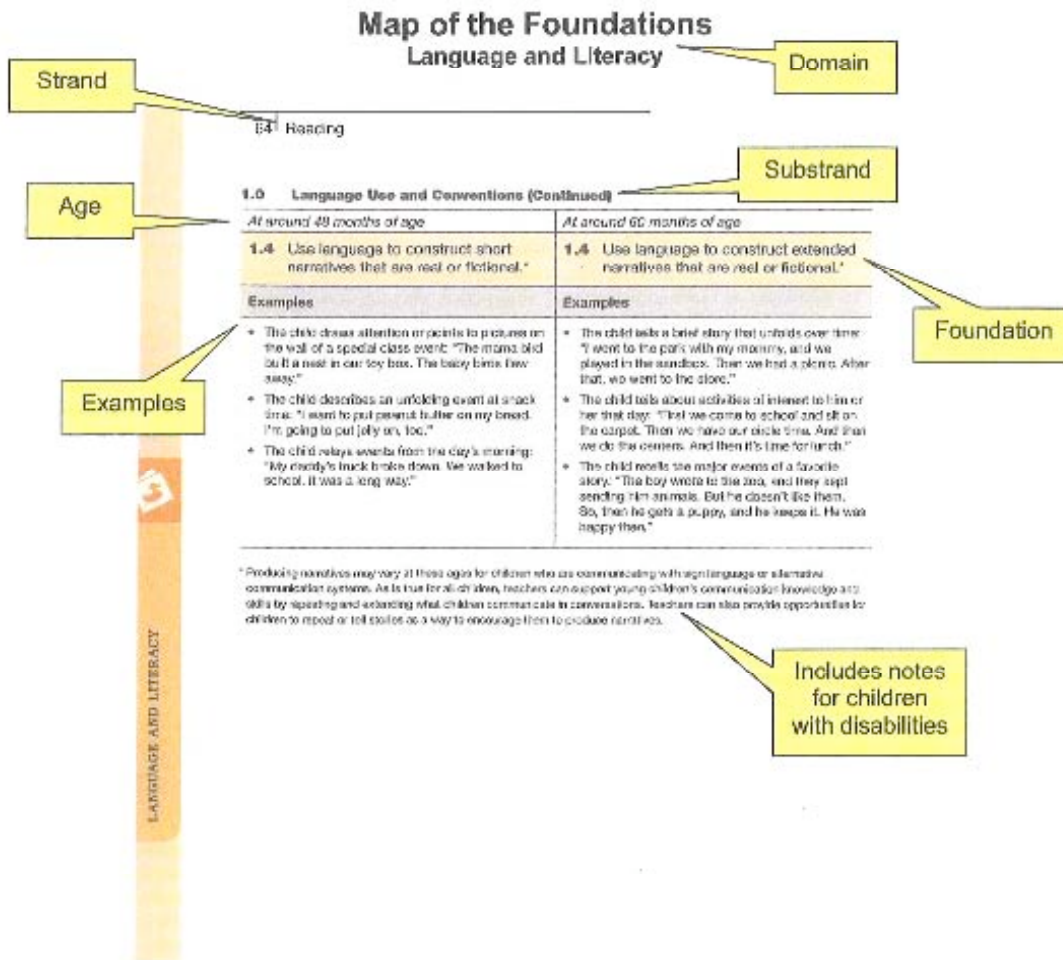 Map of the Foundations
Language and Literacy
Domain
Strand
64 Reading
Substrand
1.0 Language Use and Conventions (Continued)
Age
At around 48 months of age
At around 60 months of age
1.4 Use language to construct short
narratives that are real or fictional.*
1.4 Use language to construct extended
narratives that are real or fictional.*
Foundation
Examples
Examples
Examples
• The child draws attention or points to pictures on
the wall of a special class event: "The mama bird
built a nest in our toy box. The baby birds flew
away."
• The child describes an unfolding event at snack
time: "I want to put peanut butter on my bread.
I'm going to put jelly on, too."
• The child relays events from the day's morning:
"My daddy's truck broke down. We walked to
school. It was a long way."
• The child tells a brief story that unfolds over time:
"I went to the park with my mommy, and we
played in the sandbox. Then we had a picnic. After
that, we went to the store."
• The child tells about activities of interest to him or
her that day: "First we come to school and sit on
the carpet. Then we have our circle time. And then
we do the centers. And then it's time for lunch."
• The child retells the major events of a favorite
story: "The boy wrote to the zoo, and they kept
sending him animals. But he doesn't like them.
So, then he gets a puppy, and he keeps it. He was
happy then."
* Producing narratives may vary at these ages for children who are communicating with sign language or alternative
communication systems. As is true for all children, teachers can support young children's communication knowledge and
skills by repeating and extending what children communicate in conversations. Teachers can also provide opportunities for
children to repeat or tell stories as a way to encourage them to produce narratives.
Includes notes
for children
with disabilities
LANGUAGE AND LITERACY